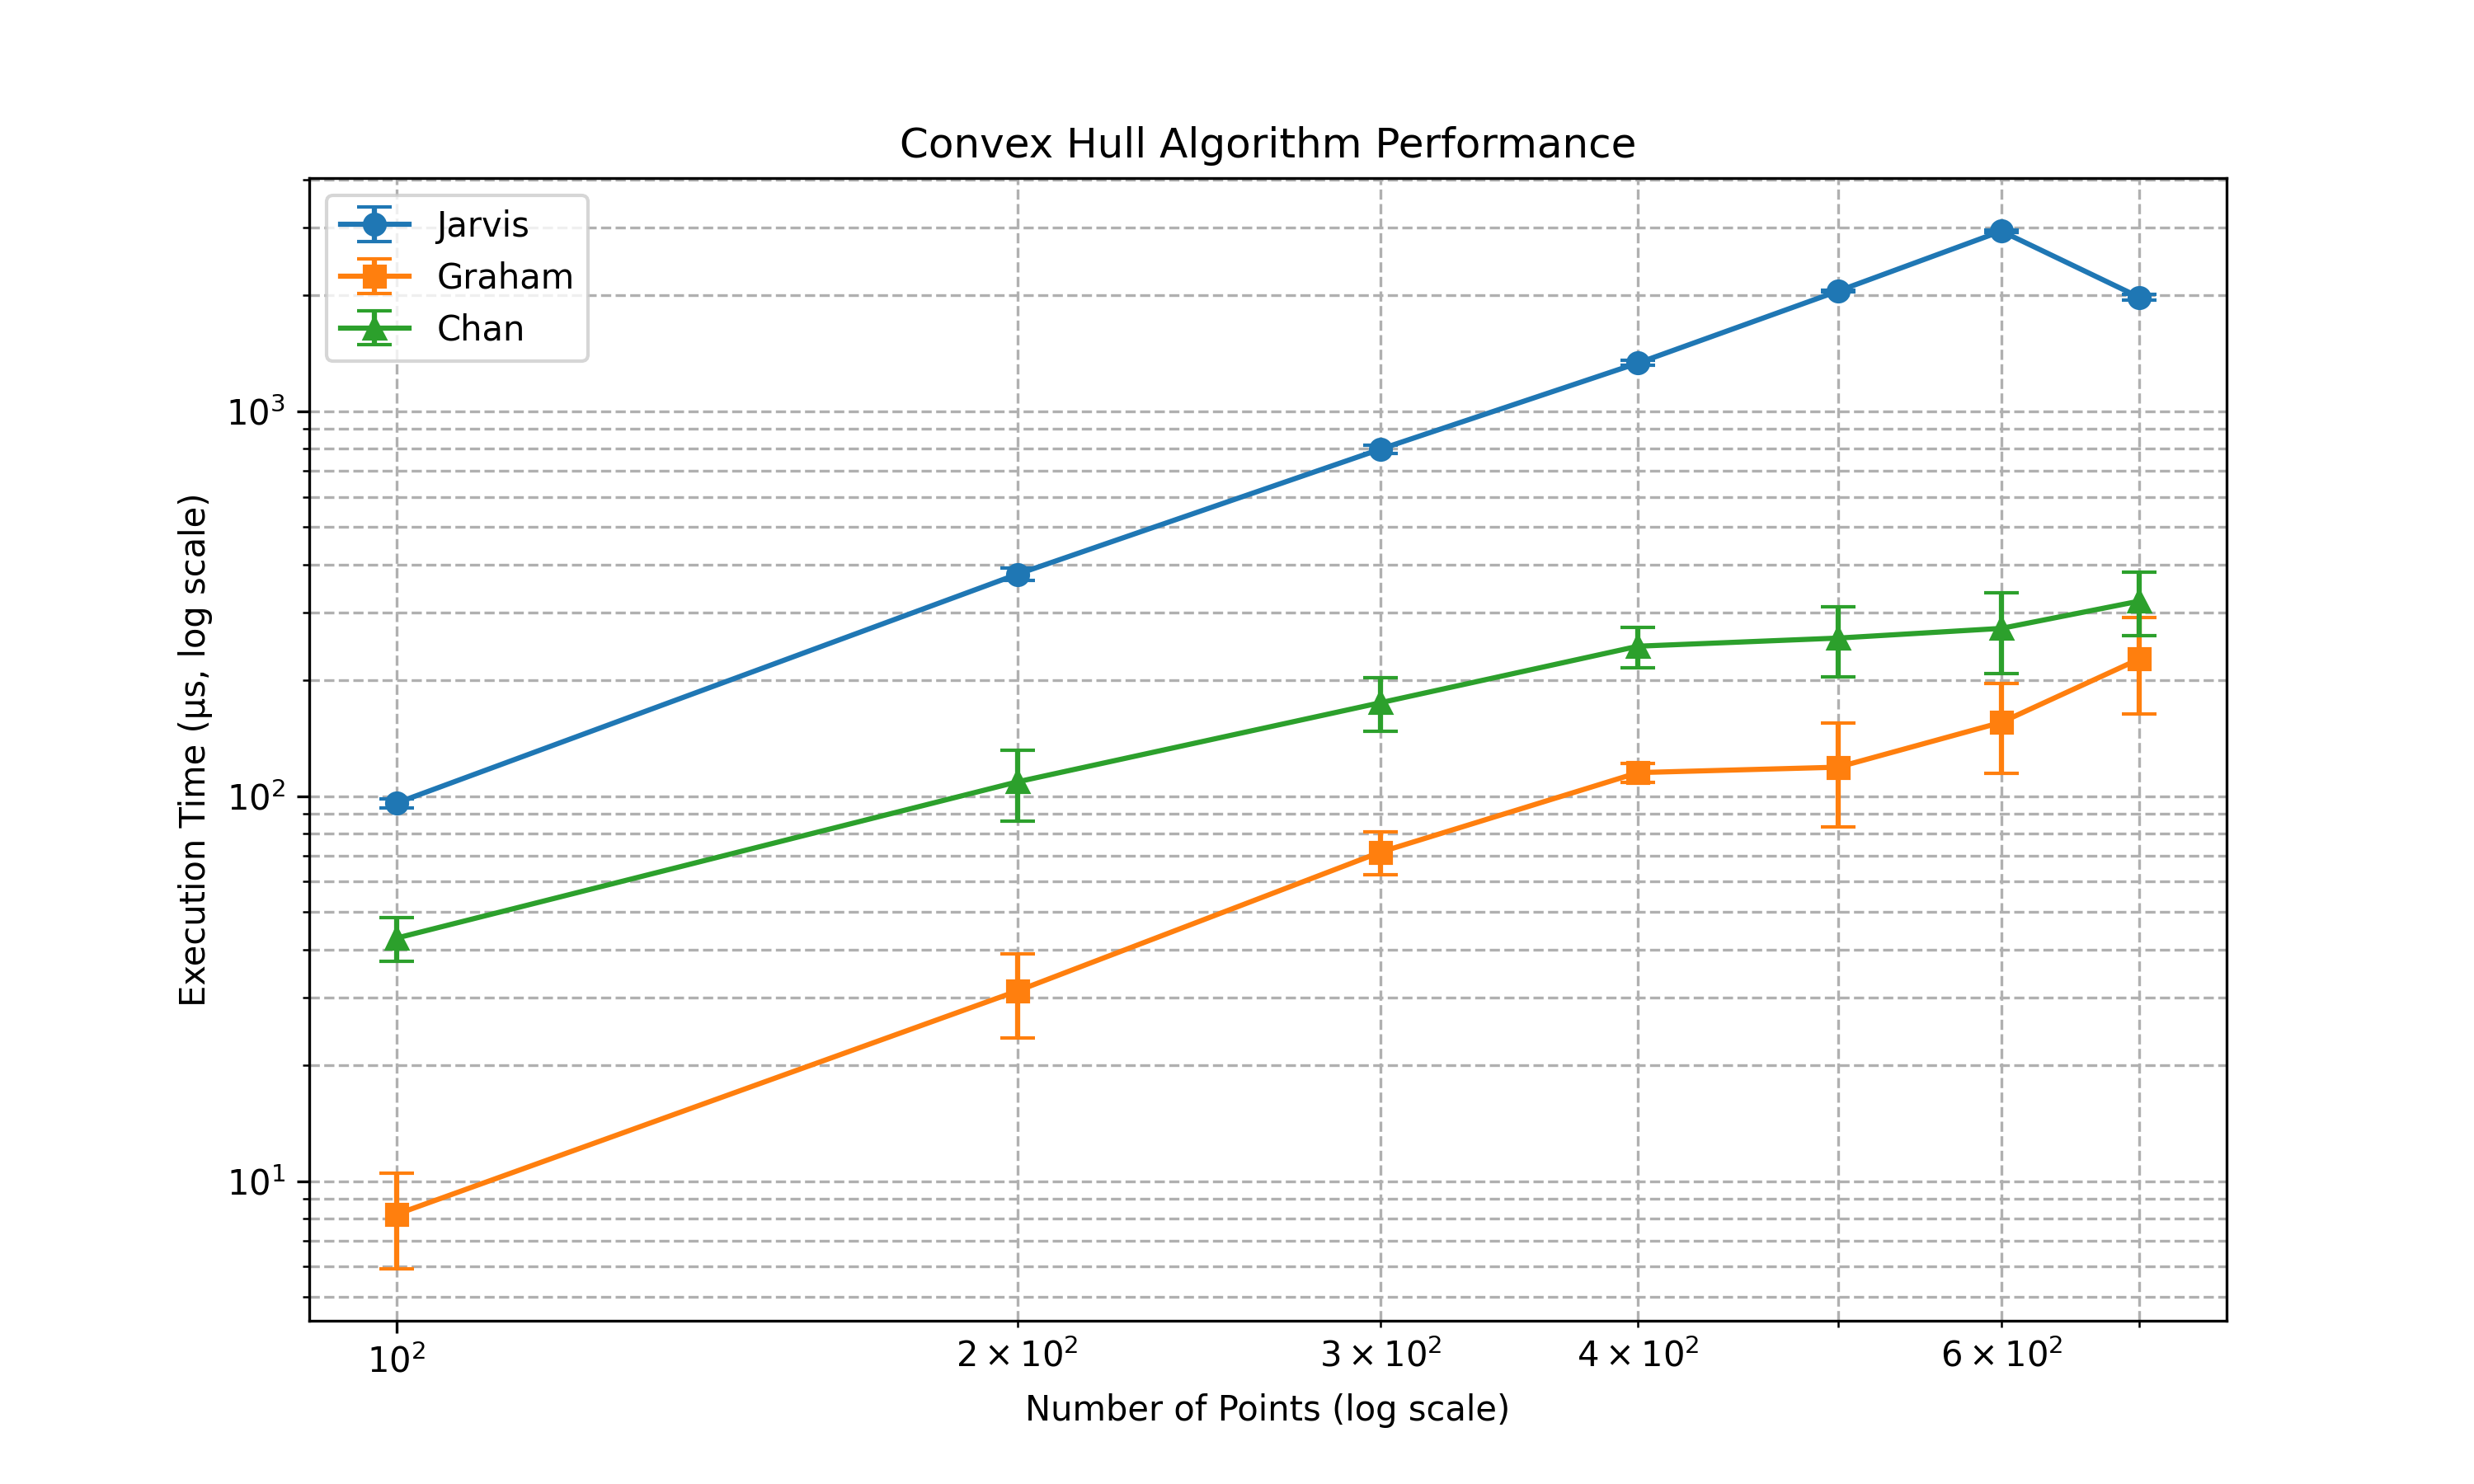 Convex Hull Algorithm Performance
Jarvis
Graham
Chan
Execution Time (µs, log scale)
10³
10²
10¹
10²
2 × 10²
3 × 10²
4 × 10²
6 × 10²
Number of Points (log scale)